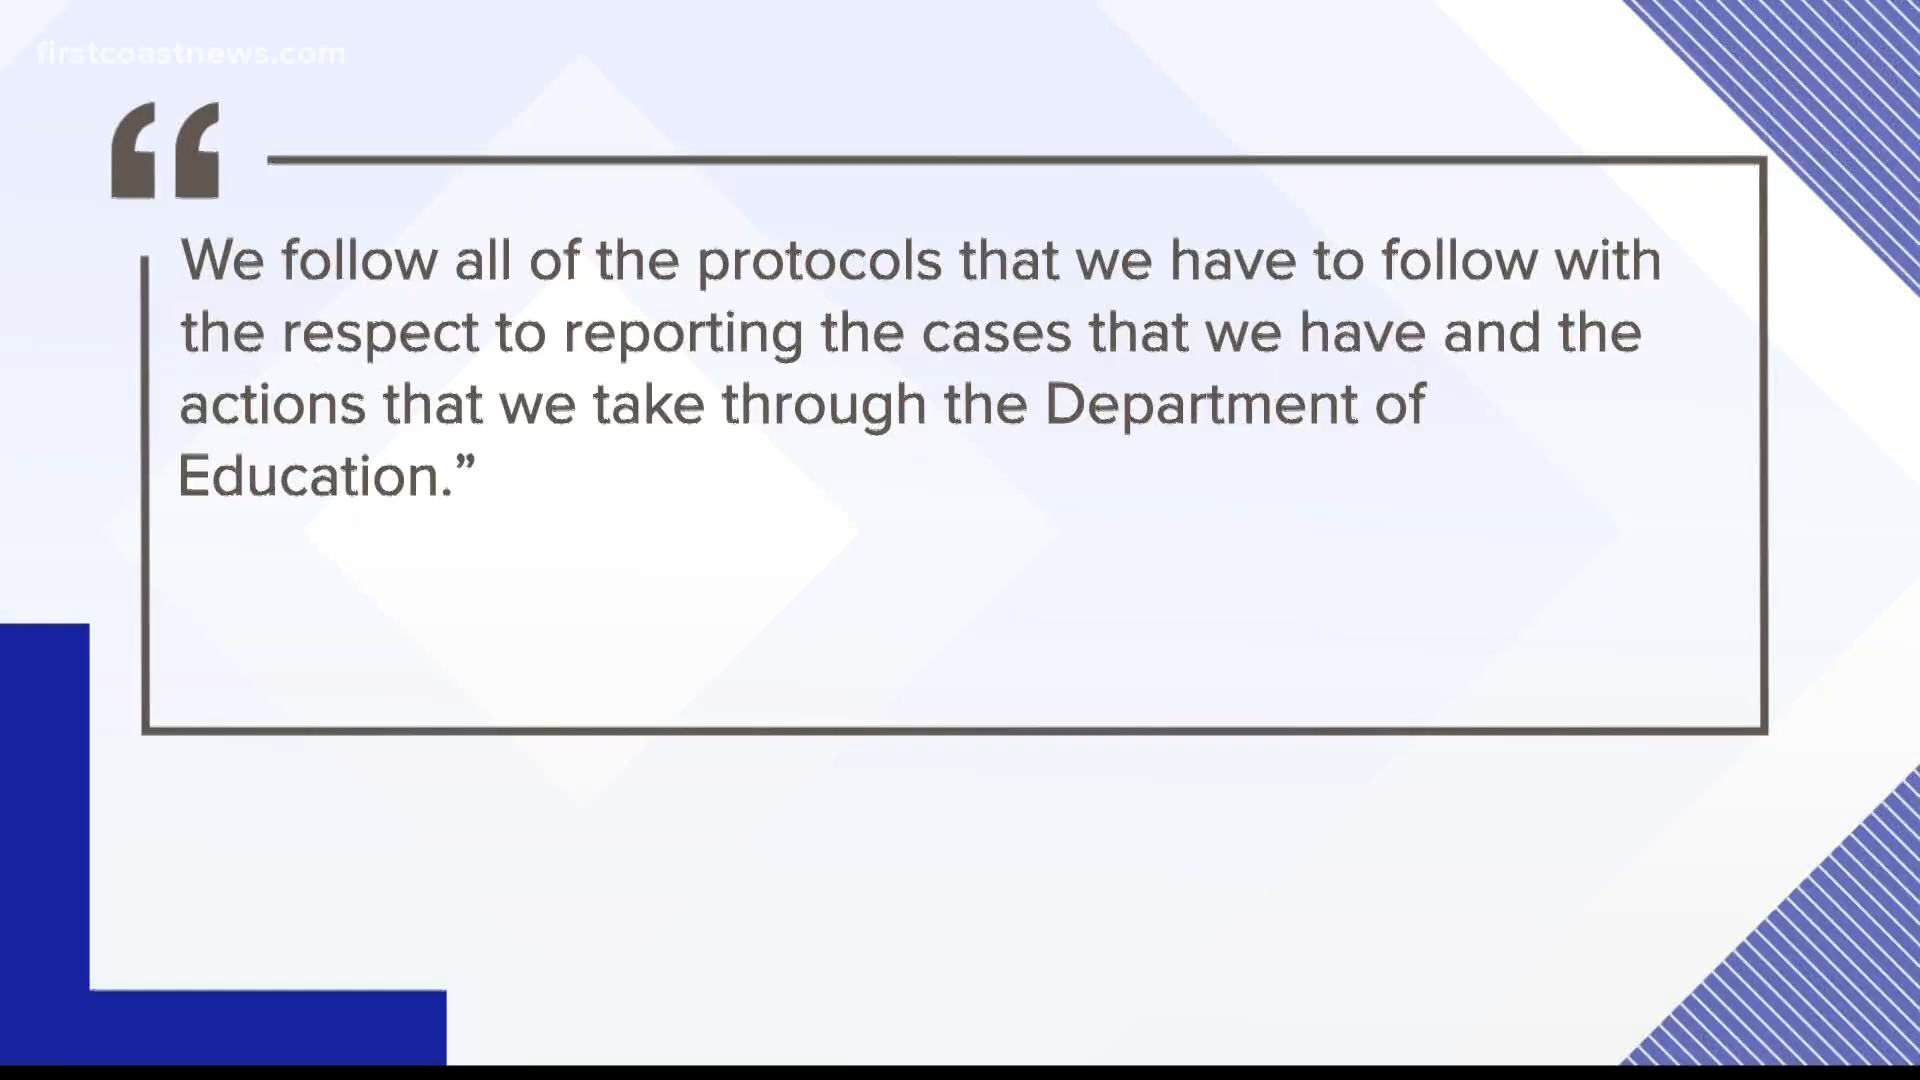 firstcoastnews.com
“
We follow all of the protocols that we have to follow with
the respect to reporting the cases that we have and the
actions that we take through the Department of
Education.”